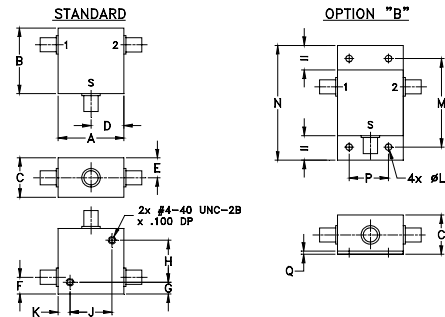 STANDARD
OPTION "B"
1 2
B
S
D
A
N
=
1 2
M
S
=
P
4x øL
C
E
2x #4-40 UNC-2B
x .100 DP
H
F
G
K
J
C
Q